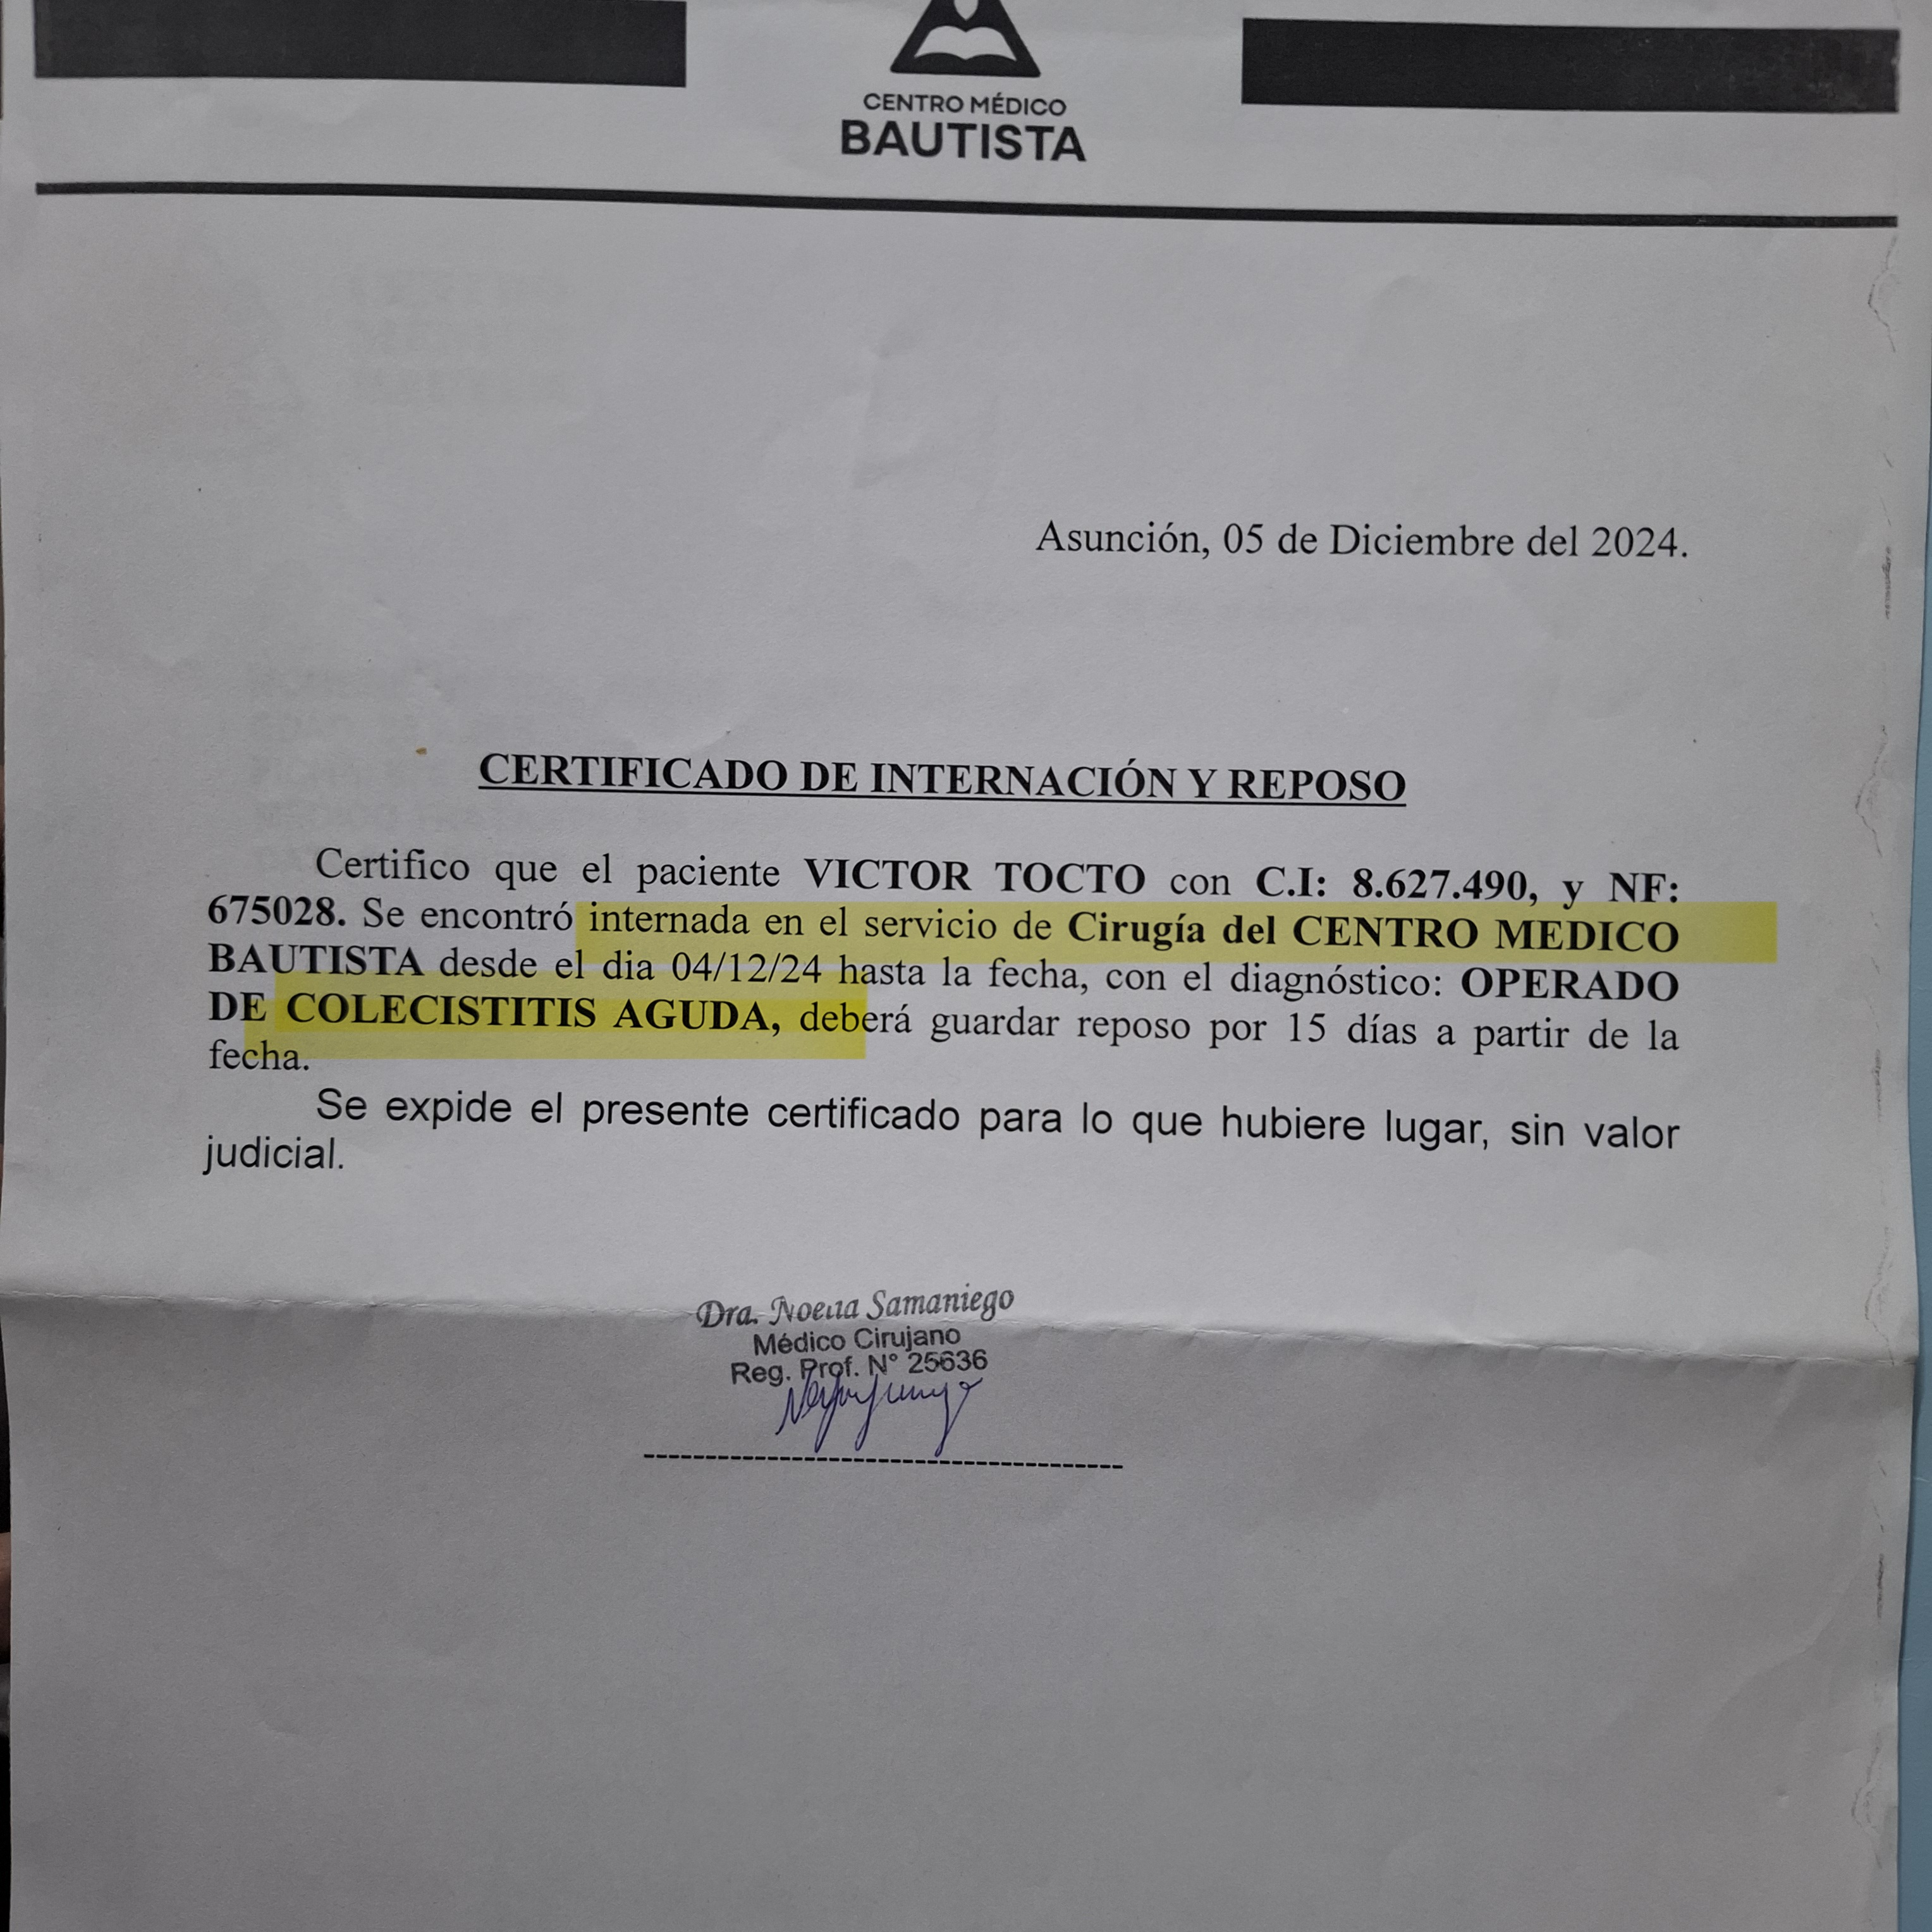 CENTRO MÉDICO
BAUTISTA
Asunción, 05 de Diciembre del 2024.
CERTIFICADO DE INTERNACIÓN Y REPOSO
Certifico que el paciente VICTOR TOCTO con C.I: 8.627.490, y NF:
675028. Se encontró internada en el servicio de Cirugía del CENTRO MEDICO
BAUTISTA desde el dia 04/12/24 hasta la fecha, con el diagnóstico: OPERADO
DE COLECISTITIS AGUDA, deberá guardar reposo por 15 días a partir de la
fecha.
Se expide el presente certificado para lo que hubiere lugar, sin valor
judicial.
Dra. Samaniego
Médico Cirujano
Reg. Prof. N° 25636